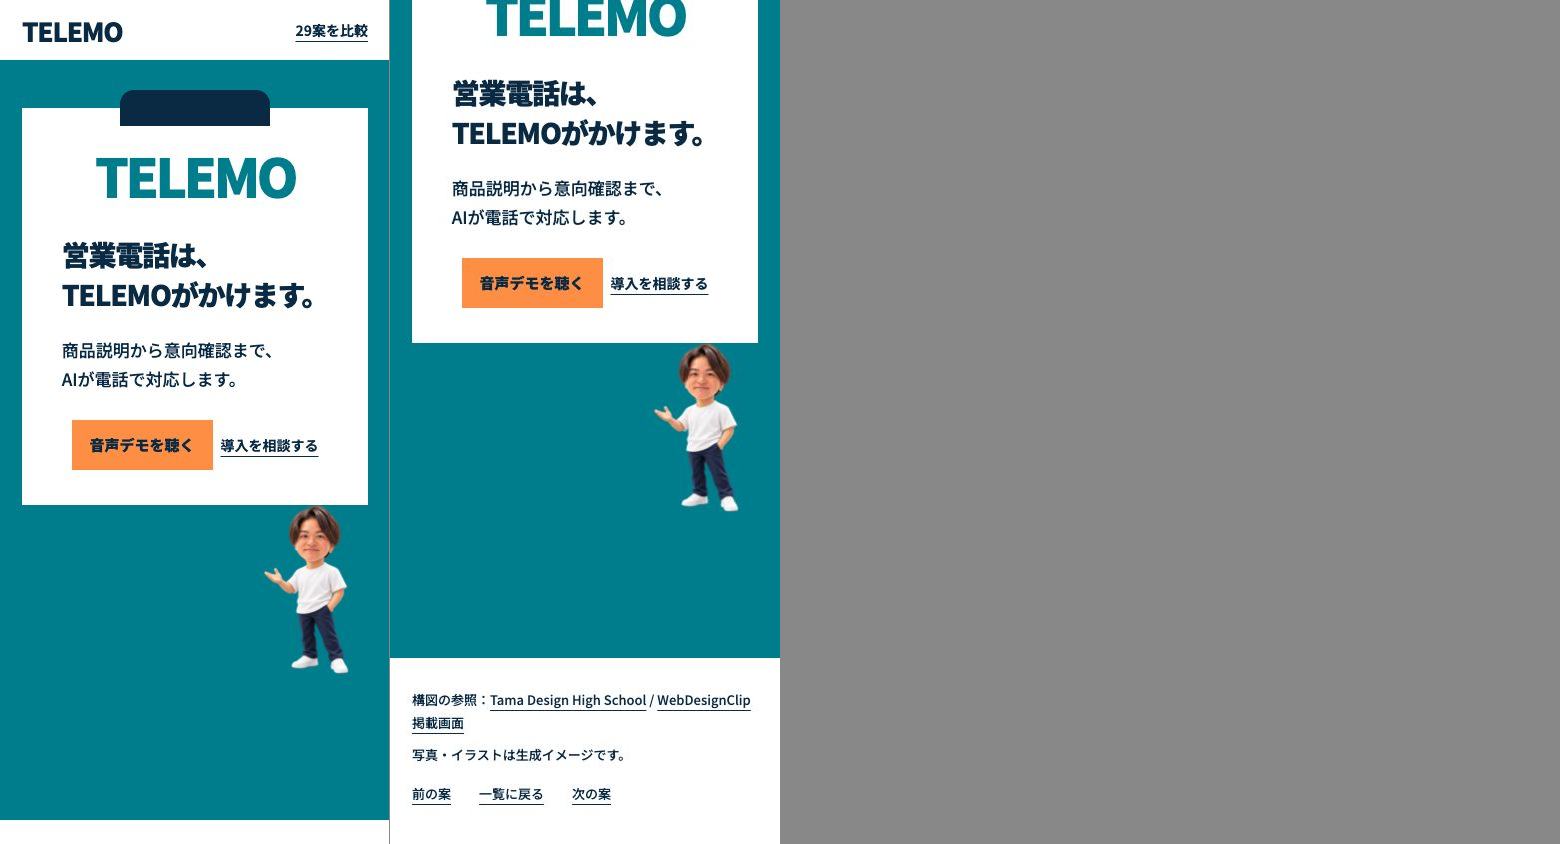 TELEMO
29案を比較
TELEMO
営業電話は、
TELEMOがかけます。
商品説明から意向確認まで、
AIが電話で対応します。
音声デモを聴く
導入を相談する
TELEMO
営業電話は、
TELEMOがかけます。
商品説明から意向確認まで、
AIが電話で対応します。
音声デモを聴く
導入を相談する
構図の参照：Tama Design High School / WebDesignClip
掲載画面
写真・イラストは生成イメージです。
前の案
一覧に戻る
次の案